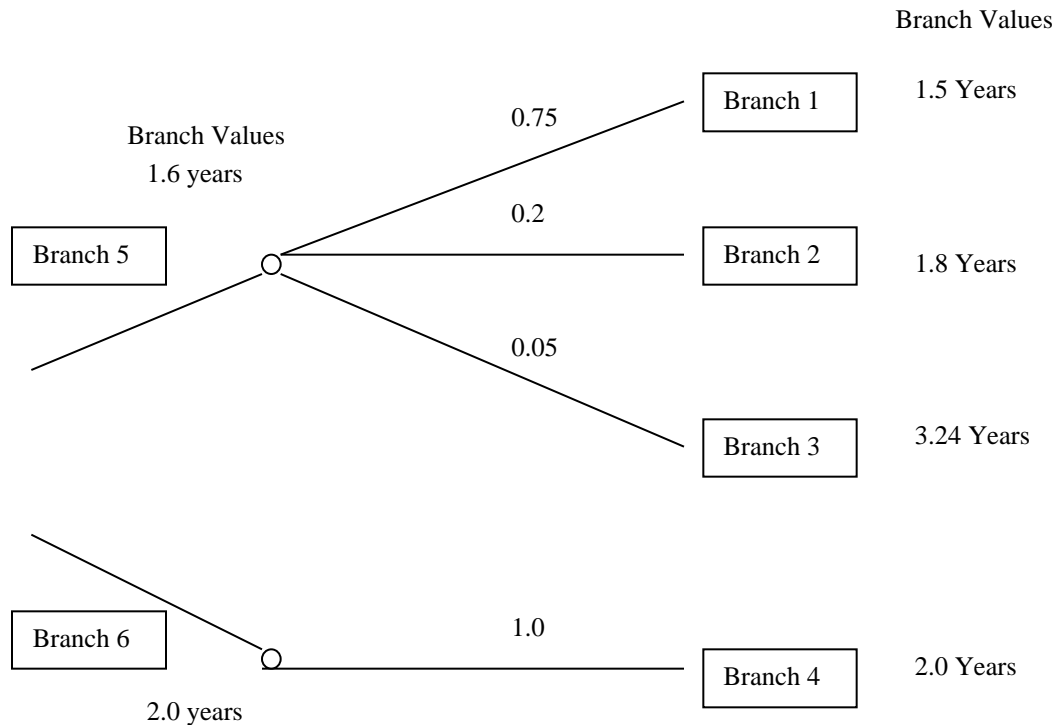 Branch Values
Branch 1
1.5 Years
0.75
Branch Values
1.6 years
0.2
Branch 5
Branch 2
1.8 Years
0.05
Branch 3
3.24 Years
Branch 6
1.0
Branch 4
2.0 Years
2.0 years